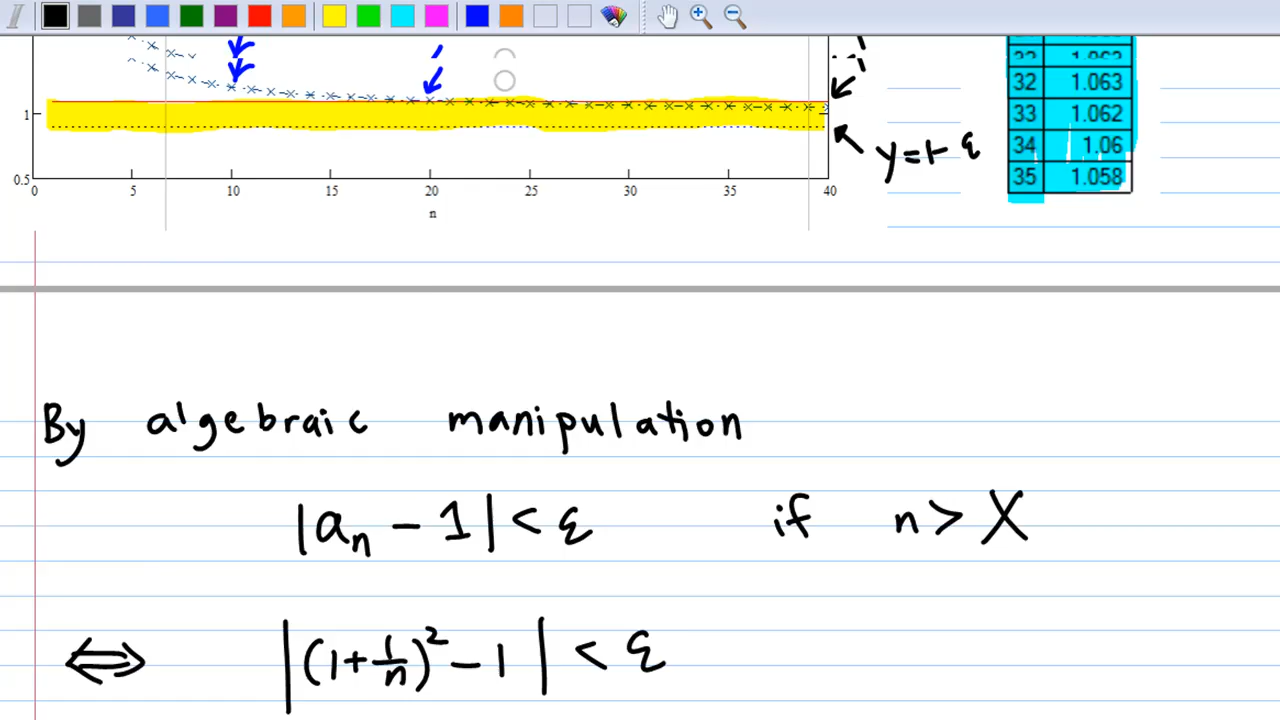 32 1.063
1
33 1.062
34 1.06
y=1-ε
35 1.058
0.5
0 5 10 15 20 25 30 35 40
n
By algebraic manipulation
|aₙ - 1| < ε if n > X
⟺ |(1+1/n)² - 1| < ε